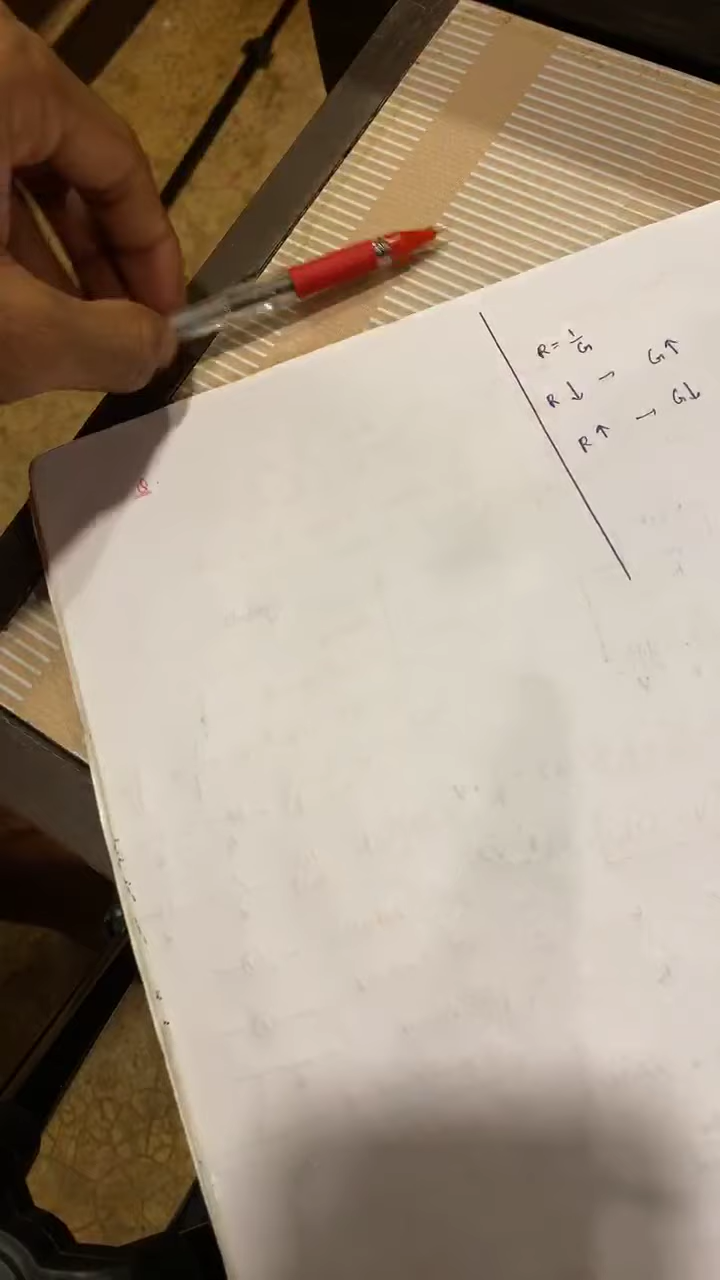 Q.
R = 1/G
R ↓ → G↑
R ↑ → G↓